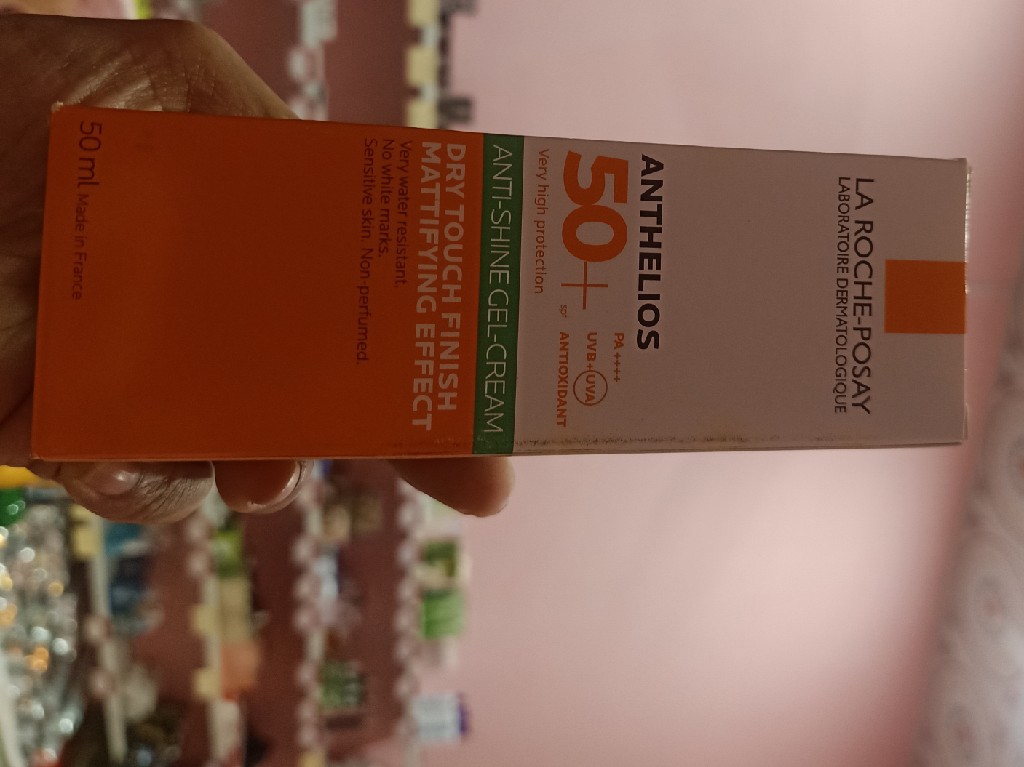 LA ROCHE-POSAY
LABORATOIRE DERMATOLOGIQUE
ANTHELIOS
50+
SPF
PA ++++
UVB+UVA
ANTIOXIDANT
Very high protection
ANTI-SHINE GEL-CREAM
DRY TOUCH FINISH
MATTIFYING EFFECT
Very water resistant.
No white marks.
Sensitive skin. Non-perfumed.
50 ml Made in France